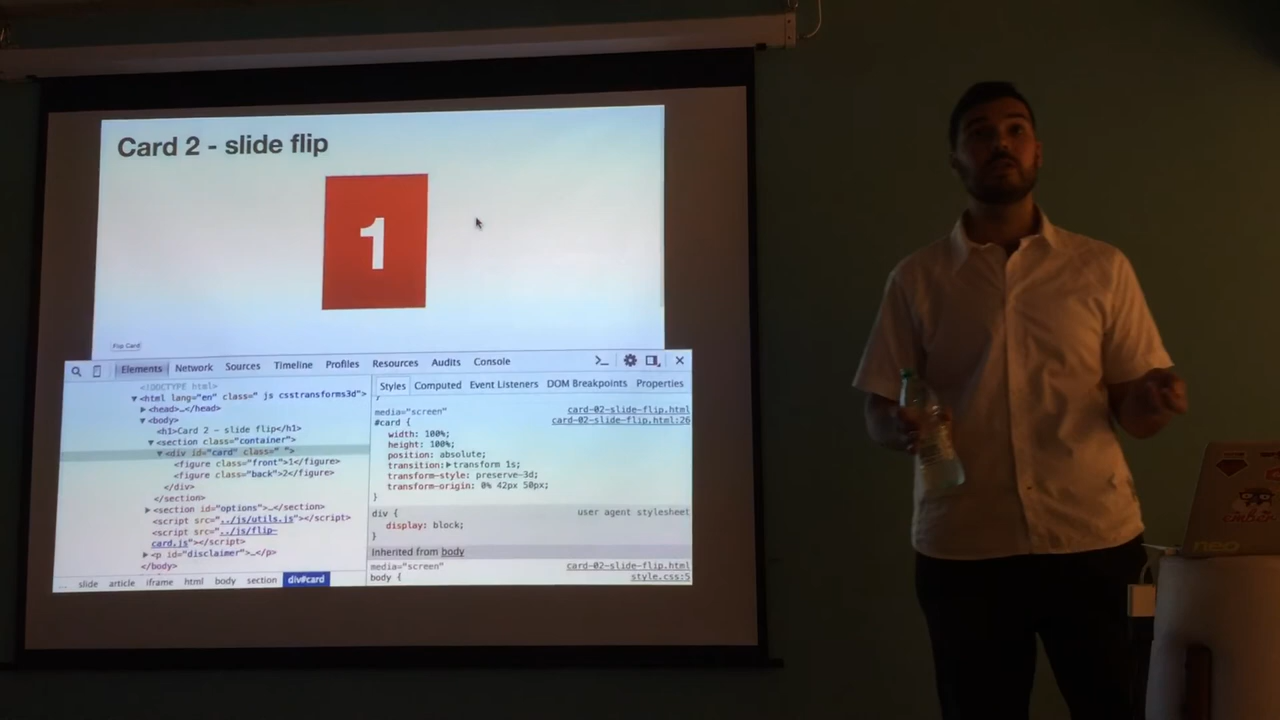 Card 2 - slide flip
1
Flip Card
Elements Network Sources Timeline Profiles Resources Audits Console
Styles Computed Event Listeners DOM Breakpoints Properties
<!DOCTYPE html>
▼<html lang="en" class=" js csstransforms3d">
▶<head>…</head>
▼<body>
<h1>Card 2 – slide flip</h1>
▼<section class="container">
▼<div id="card" class=" ">
<figure class="front">1</figure>
<figure class="back">2</figure>
</div>
</section>
▶<section id="options">…</section>
<script src="../js/utils.js"></script>
<script src="../js/flip-
card.js"></script>
▶<p id="disclaimer">…</p>
</body>
... slide article iframe html body section div#card
}
media="screen" card-02-slide-flip.html
#card { card-02-slide-flip.html:26
width: 100%;
height: 100%;
position: absolute;
transition:▶transform 1s;
transform-style: preserve-3d;
transform-origin: 0% 42px 50px;
}
div { user agent stylesheet
display: block;
}
Inherited from body
media="screen" card-02-slide-flip.html
body { style.css:5
neo